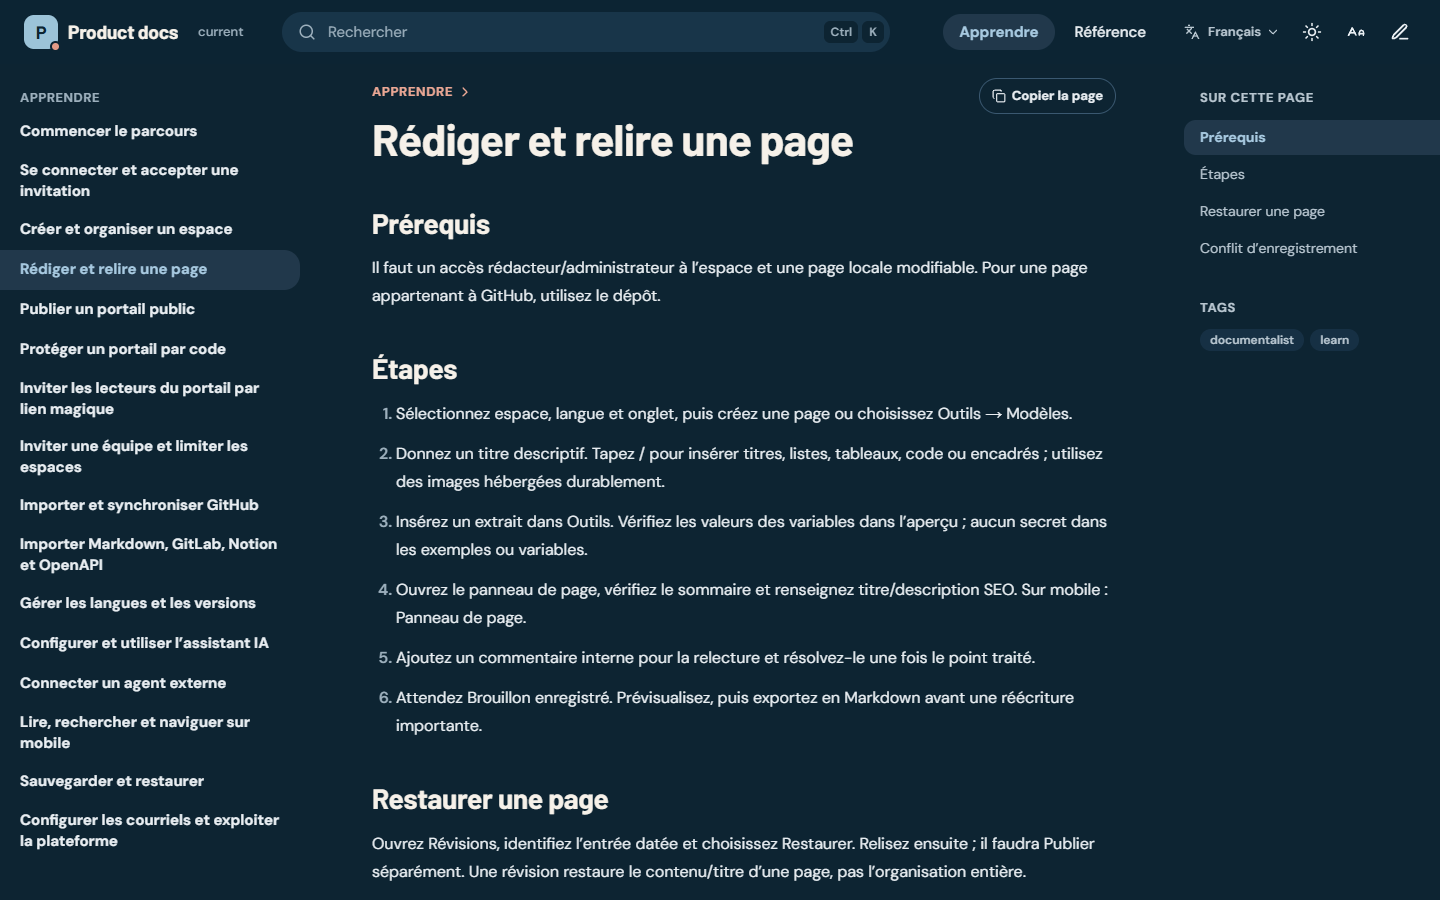 P
Product docs
current
Rechercher
Ctrl
K
Apprendre
Référence
Français
Aa
APPRENDRE
Commencer le parcours
Se connecter et accepter une
invitation
Créer et organiser un espace
Rédiger et relire une page
Publier un portail public
Protéger un portail par code
Inviter les lecteurs du portail par
lien magique
Inviter une équipe et limiter les
espaces
Importer et synchroniser GitHub
Importer Markdown, GitLab, Notion
et OpenAPI
Gérer les langues et les versions
Configurer et utiliser l’assistant IA
Connecter un agent externe
Lire, rechercher et naviguer sur
mobile
Sauvegarder et restaurer
Configurer les courriels et exploiter
la plateforme
APPRENDRE
Copier la page
Rédiger et relire une page
Prérequis
Il faut un accès rédacteur/administrateur à l’espace et une page locale modifiable. Pour une page
appartenant à GitHub, utilisez le dépôt.
Étapes
1. Sélectionnez espace, langue et onglet, puis créez une page ou choisissez Outils → Modèles.
2. Donnez un titre descriptif. Tapez / pour insérer titres, listes, tableaux, code ou encadrés ; utilisez
des images hébergées durablement.
3. Insérez un extrait dans Outils. Vérifiez les valeurs des variables dans l’aperçu ; aucun secret dans
les exemples ou variables.
4. Ouvrez le panneau de page, vérifiez le sommaire et renseignez titre/description SEO. Sur mobile :
Panneau de page.
5. Ajoutez un commentaire interne pour la relecture et résolvez-le une fois le point traité.
6. Attendez Brouillon enregistré. Prévisualisez, puis exportez en Markdown avant une réécriture
importante.
Restaurer une page
Ouvrez Révisions, identifiez l’entrée datée et choisissez Restaurer. Relisez ensuite ; il faudra Publier
séparément. Une révision restaure le contenu/titre d’une page, pas l’organisation entière.
SUR CETTE PAGE
Prérequis
Étapes
Restaurer une page
Conflit d’enregistrement
TAGS
documentalist
learn